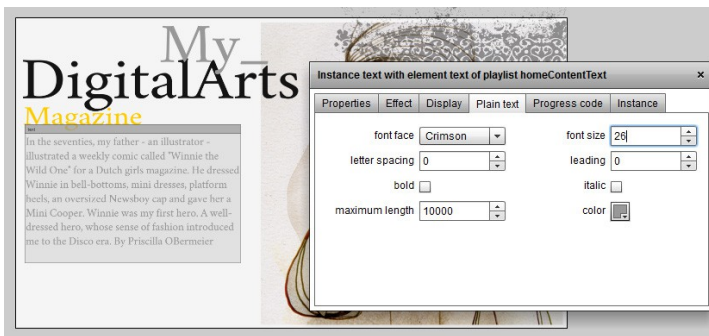 My_
DigitalArts
Magazine
text
In the seventies, my father - an illustrator -
illustrated a weekly comic called "Winnie the
Wild One" for a Dutch girls magazine. He dressed
Winnie in bell-bottoms, mini dresses, platform
heels, an oversized Newsboy cap and gave her a
Mini Cooper. Winnie was my first hero. A well-
dressed hero, whose sense of fashion introduced
me to the Disco era. By Priscilla OBermeier
Instance text with element text of playlist homeContentText ×
Properties Effect Display Plain text Progress code Instance
font face Crimson font size 26
letter spacing 0 leading 0
bold italic
maximum length 10000 color